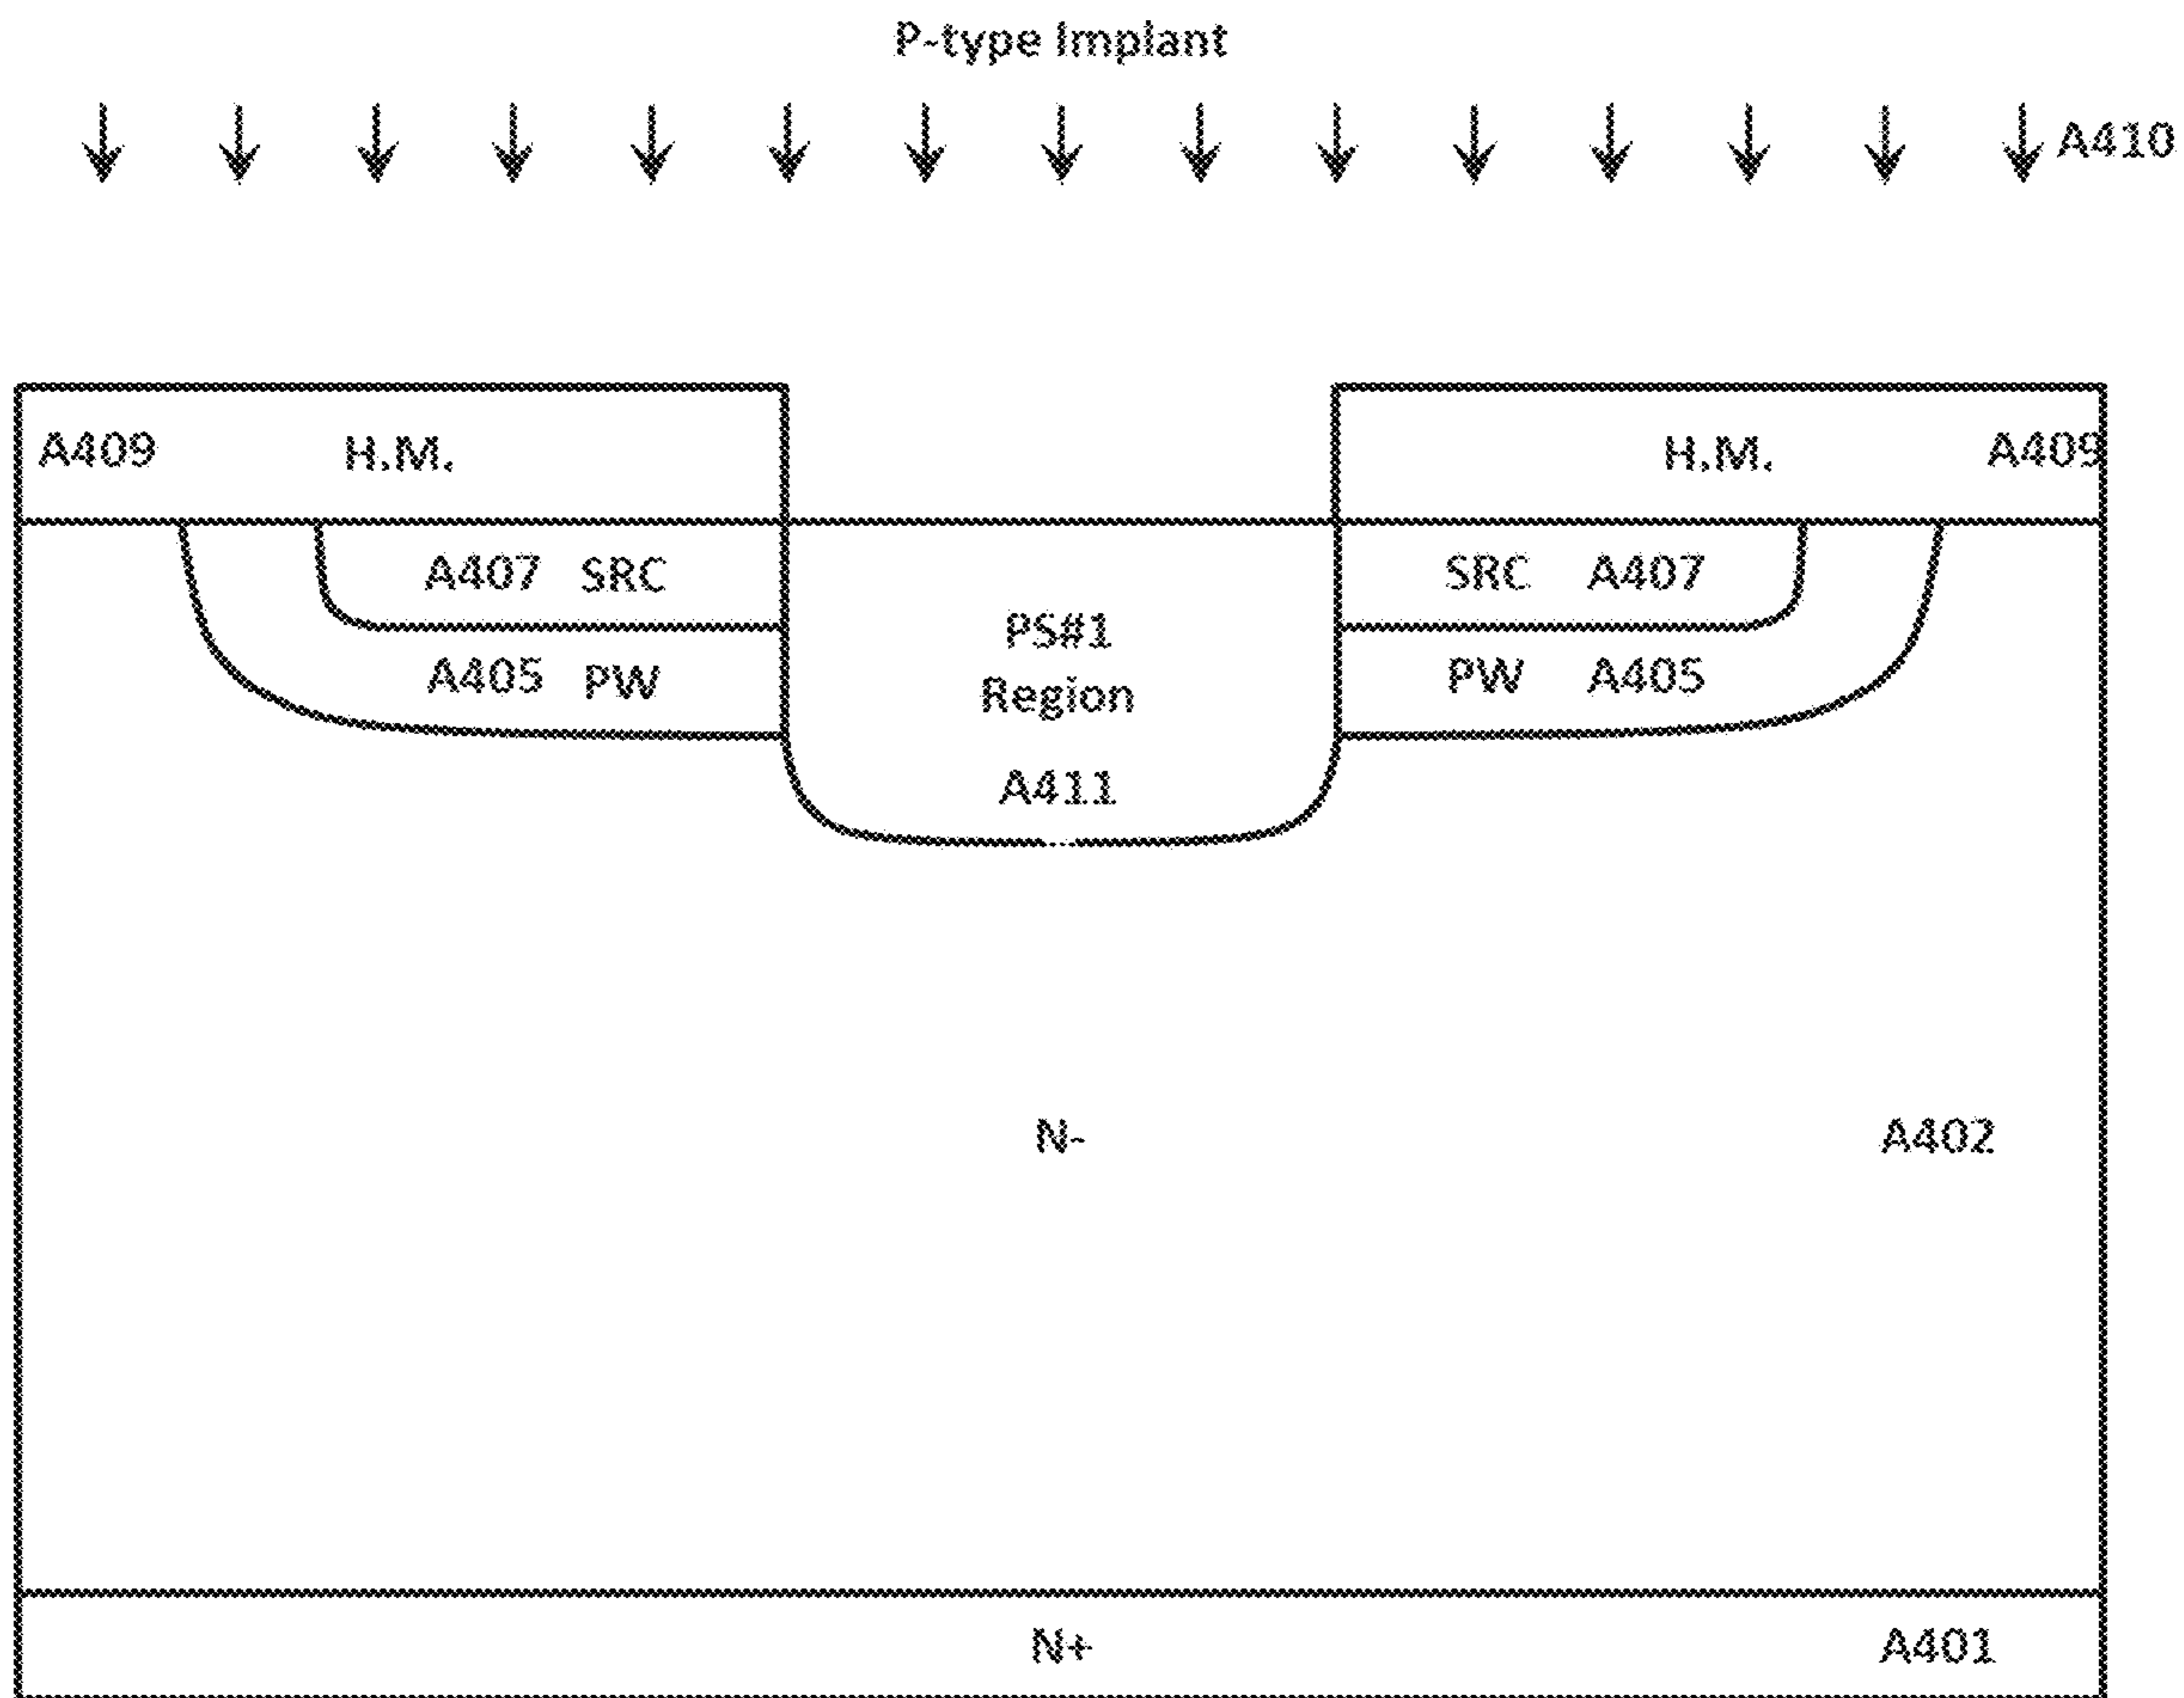 P-type Implant
A410
A409 H.M. H.M. A409
A407 SRC SRC A407
PS#1
Region
A405 PW PW A405
A411
N- A402
N+ A401